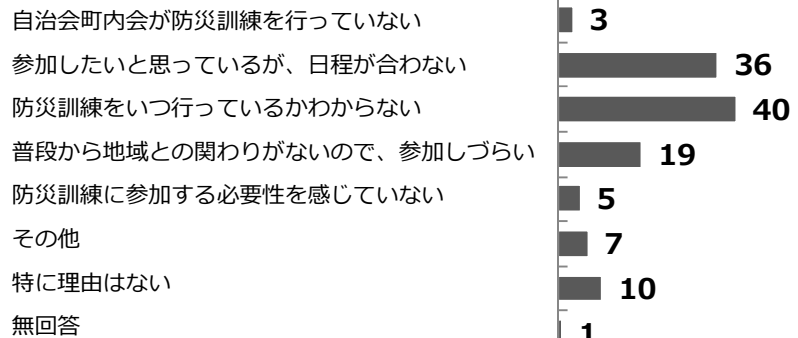 自治会町内会が防災訓練を行っていない 3
参加したいと思っているが、日程が合わない 36
防災訓練をいつ行っているかわからない 40
普段から地域との関わりがないので、参加しづらい 19
防災訓練に参加する必要性を感じていない 5
その他 7
特に理由はない 10
無回答 1